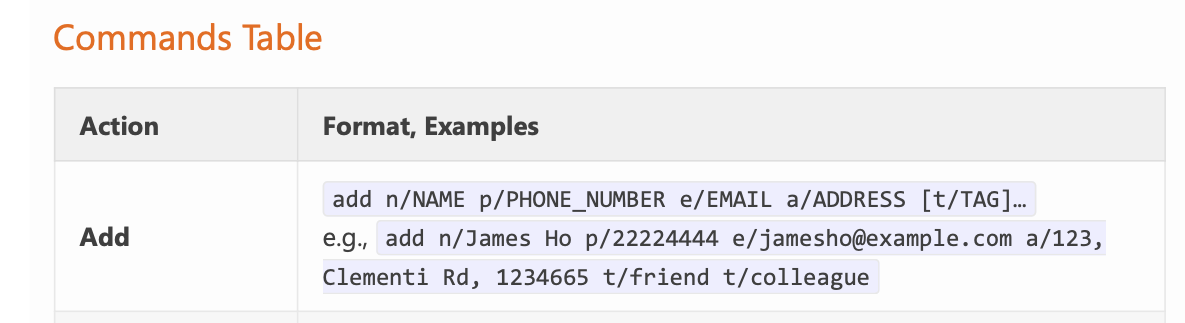 Commands Table
Action
Format, Examples
Add
add n/NAME p/PHONE_NUMBER e/EMAIL a/ADDRESS [t/TAG]…
e.g., add n/James Ho p/22224444 e/jamesho@example.com a/123,
Clementi Rd, 1234665 t/friend t/colleague